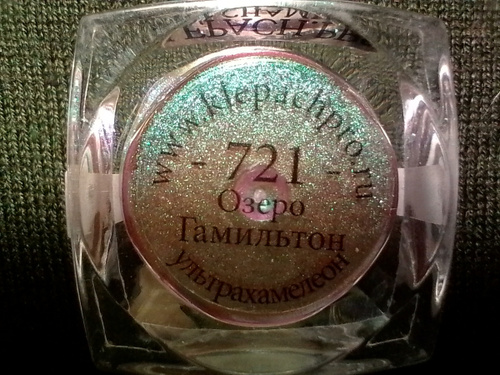 www.klepachpro.ru
- 721 -
Озеро
Гамильтон
ультрахамелеон